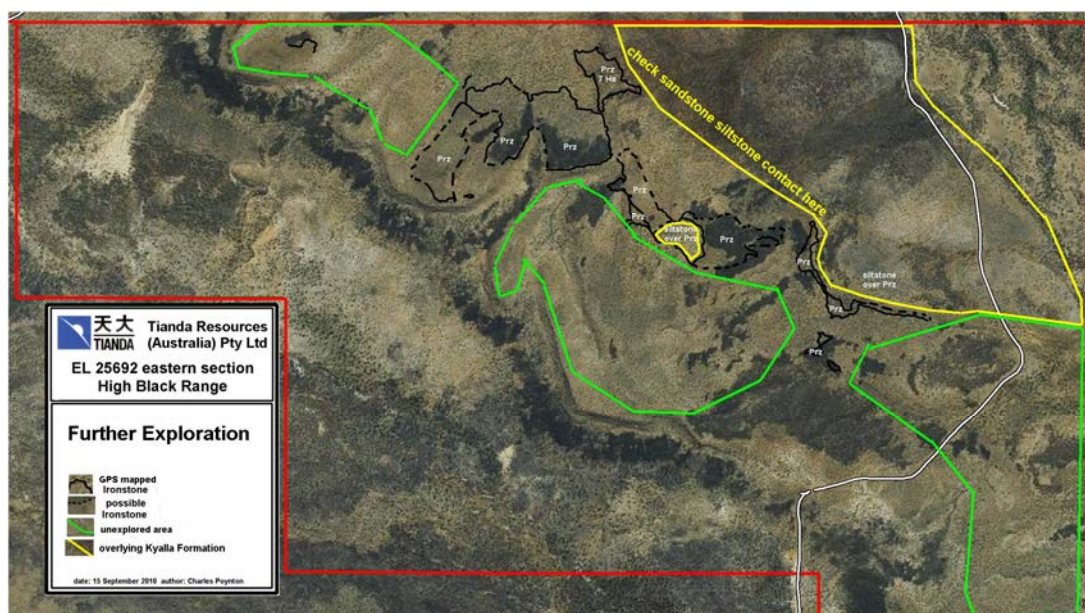 check sandstone siltstone contact here
Prz
7 Ha
Prz
Prz
Prz
Prz
Prz
siltstone
over Prz
Prz
Prz
siltstone
over Prz
Prz
Prz
天大
TIANDA
Tianda Resources
(Australia) Pty Ltd
EL 25692 eastern section
High Black Range
Further Exploration
GPS mapped
Ironstone
possible
Ironstone
unexplored area
overlying Kyalla Formation
date: 15 September 2010 author: Charles Poynton